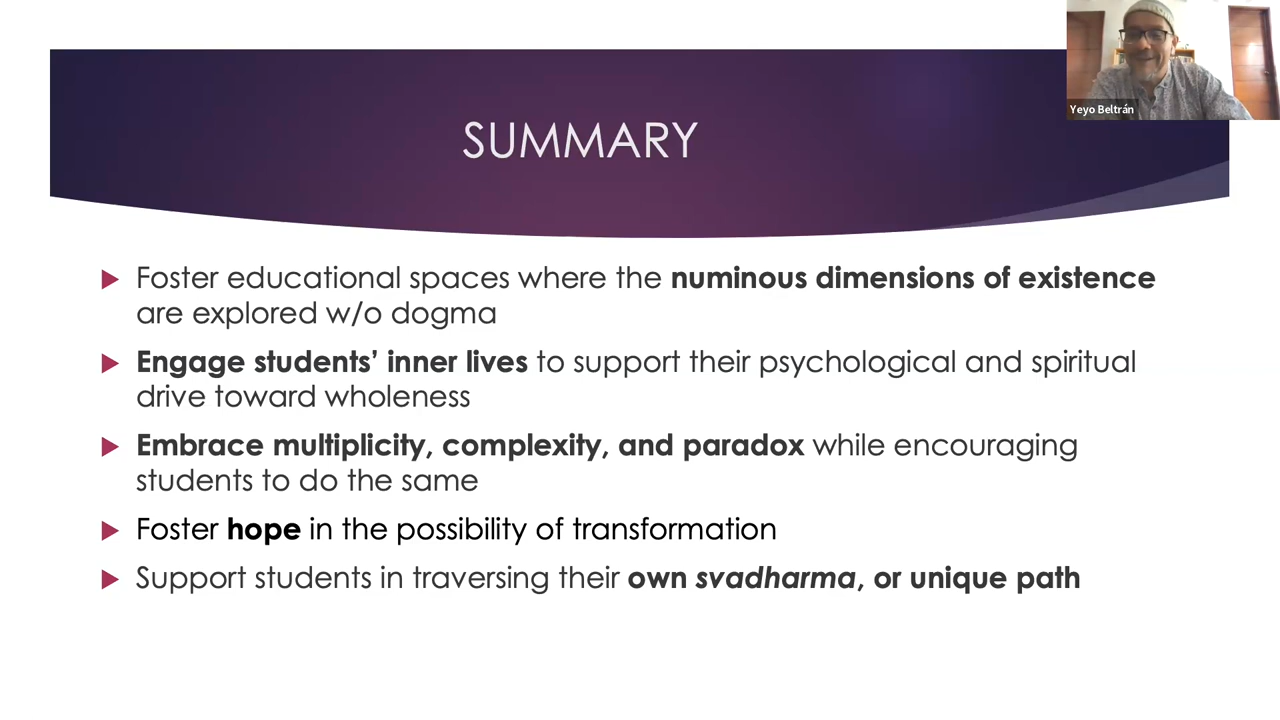 Yeyo Beltrán
SUMMARY
Foster educational spaces where the numinous dimensions of existence
are explored w/o dogma
Engage students’ inner lives to support their psychological and spiritual
drive toward wholeness
Embrace multiplicity, complexity, and paradox while encouraging
students to do the same
Foster hope in the possibility of transformation
Support students in traversing their own svadharma, or unique path